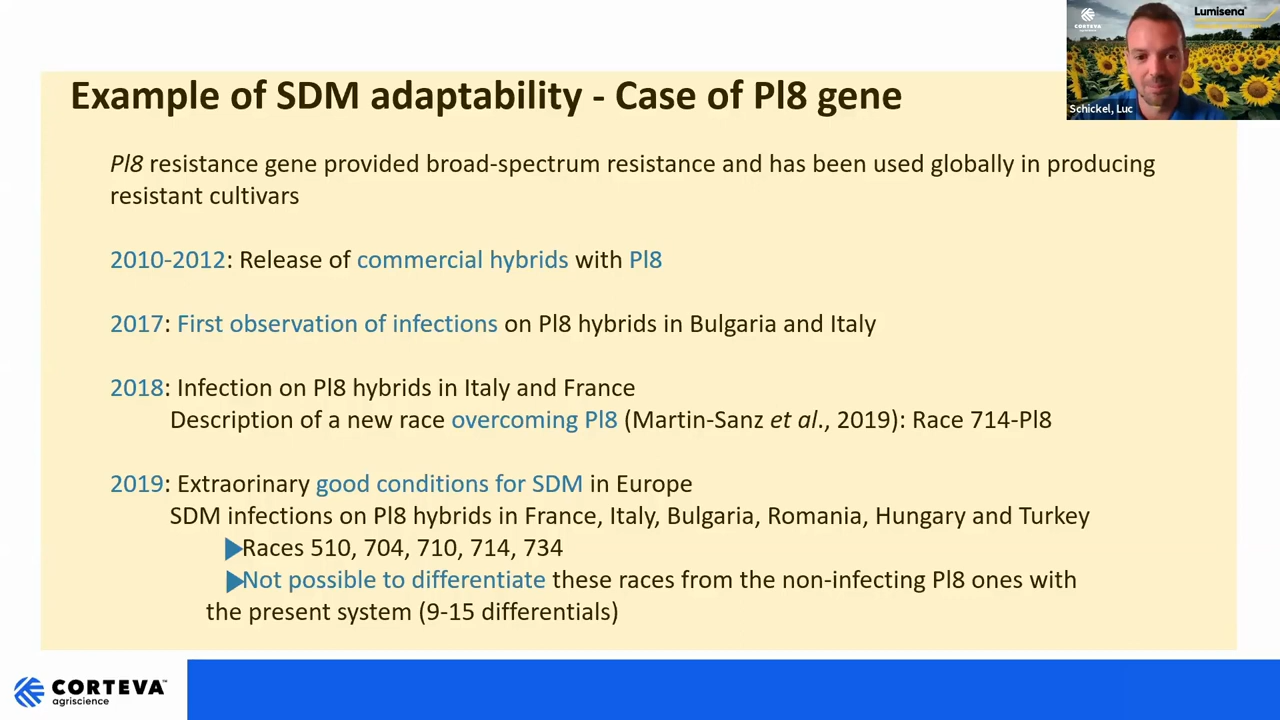 Example of SDM adaptability - Case of Pl8 gene
CORTEVA
agriscience
Lumisena™
Schickel, Luc
Pl8 resistance gene provided broad-spectrum resistance and has been used globally in producing
resistant cultivars
2010-2012: Release of commercial hybrids with Pl8
2017: First observation of infections on Pl8 hybrids in Bulgaria and Italy
2018: Infection on Pl8 hybrids in Italy and France
Description of a new race overcoming Pl8 (Martin-Sanz et al., 2019): Race 714-Pl8
2019: Extraorinary good conditions for SDM in Europe
SDM infections on Pl8 hybrids in France, Italy, Bulgaria, Romania, Hungary and Turkey
▶Races 510, 704, 710, 714, 734
▶Not possible to differentiate these races from the non-infecting Pl8 ones with
the present system (9-15 differentials)
CORTEVA™
agriscience